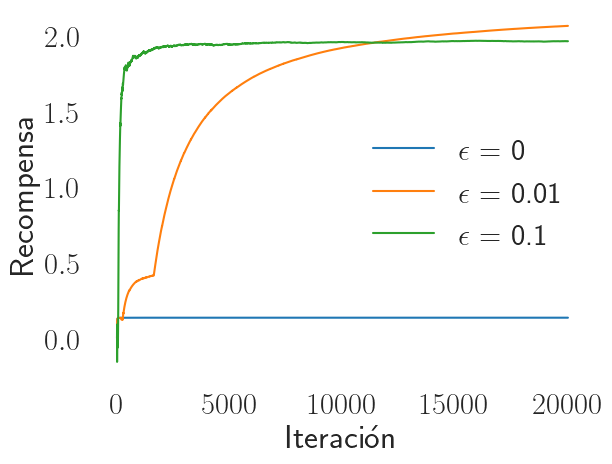 2.0
1.5
1.0
0.5
0.0
Recompensa
ϵ = 0
ϵ = 0.01
ϵ = 0.1
0 5000 10000 15000 20000
Iteración